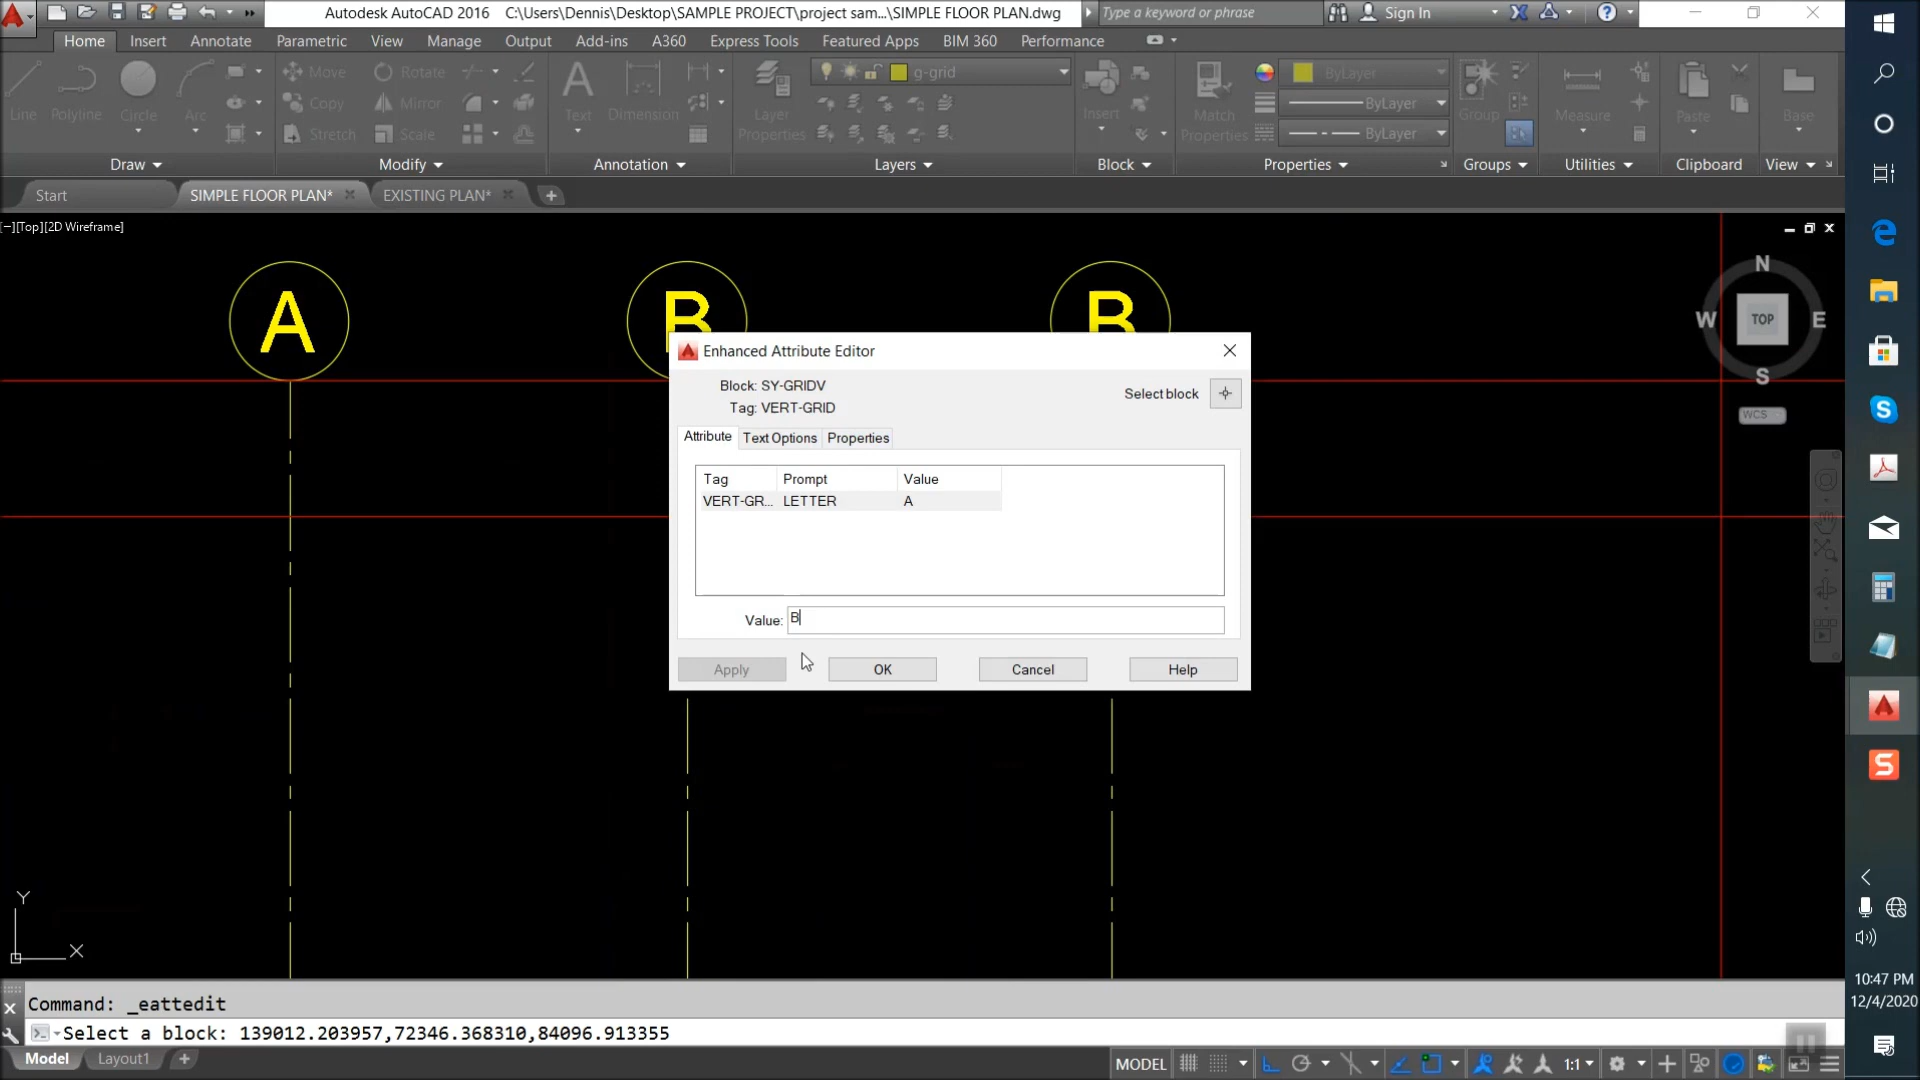 Autodesk AutoCAD 2016 C:\Users\Dennis\Desktop\SAMPLE PROJECT\project sam...\SIMPLE FLOOR PLAN.dwg
Type a keyword or phrase
Sign In
Home Insert Annotate Parametric View Manage Output Add-ins A360 Express Tools Featured Apps BIM 360 Performance
Line Polyline Circle Arc
Move Rotate
Copy Mirror
Stretch Scale
Text Dimension
Layer Properties
g-grid
Insert
Match Properties
ByLayer
ByLayer
ByLayer
Group
Measure
Paste
Base
Draw Modify Annotation Layers Block Properties Groups Utilities Clipboard View
Start SIMPLE FLOOR PLAN* EXISTING PLAN*
[−][Top][2D Wireframe]
A B B
N
W TOP E
S
WCS
Enhanced Attribute Editor
Block: SY-GRIDV
Tag: VERT-GRID
Select block
Attribute Text Options Properties
Tag Prompt Value
VERT-GR... LETTER A
Value: B
Apply OK Cancel Help
Y
X
Command: _eattedit
Select a block: 139012.203957,72346.368310,84096.913355
Model Layout1
MODEL 1:1
10:47 PM
12/4/2020